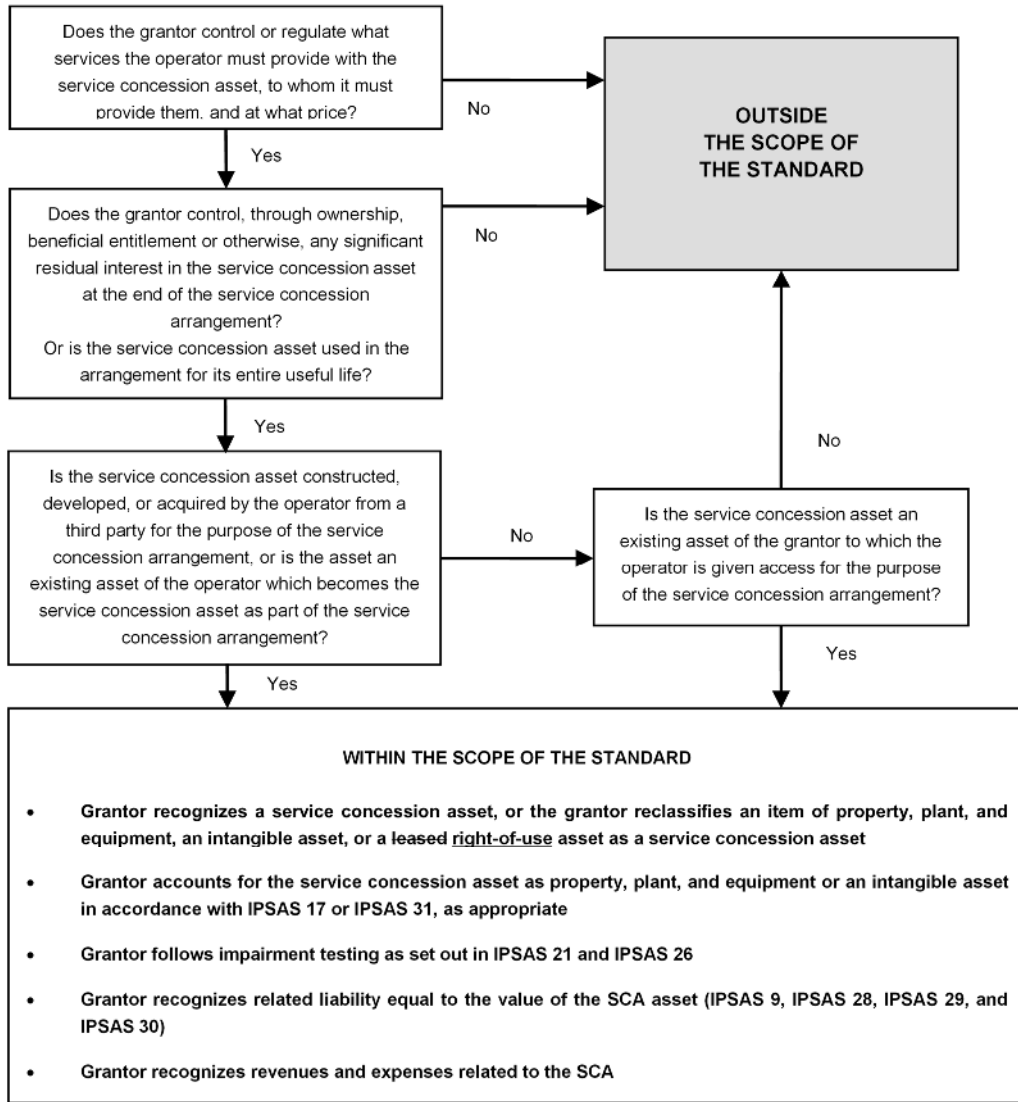 Does the grantor control or regulate what
services the operator must provide with the
service concession asset, to whom it must
provide them, and at what price?
No
OUTSIDE
THE SCOPE OF
THE STANDARD
Yes
Does the grantor control, through ownership,
beneficial entitlement or otherwise, any significant
residual interest in the service concession asset
at the end of the service concession
arrangement?
Or is the service concession asset used in the
arrangement for its entire useful life?
No
Yes
No
Is the service concession asset constructed,
developed, or acquired by the operator from a
third party for the purpose of the service
concession arrangement, or is the asset an
existing asset of the operator which becomes the
service concession asset as part of the service
concession arrangement?
No
Is the service concession asset an
existing asset of the grantor to which the
operator is given access for the purpose
of the service concession arrangement?
Yes
Yes
WITHIN THE SCOPE OF THE STANDARD
• Grantor recognizes a service concession asset, or the grantor reclassifies an item of property, plant, and
equipment, an intangible asset, or a leased right-of-use asset as a service concession asset
• Grantor accounts for the service concession asset as property, plant, and equipment or an intangible asset
in accordance with IPSAS 17 or IPSAS 31, as appropriate
• Grantor follows impairment testing as set out in IPSAS 21 and IPSAS 26
• Grantor recognizes related liability equal to the value of the SCA asset (IPSAS 9, IPSAS 28, IPSAS 29, and
IPSAS 30)
• Grantor recognizes revenues and expenses related to the SCA